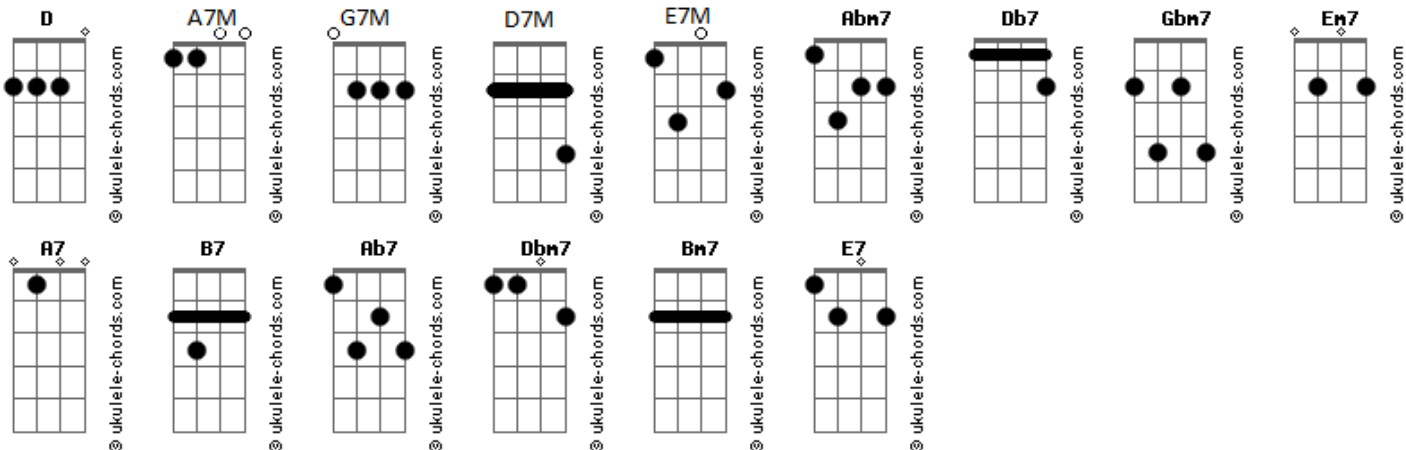 D A7M G7M D7M E7M Abm7 Db7 Gbm7 Em7
© ukulele-chords.com © ukulele-chords.com © ukulele-chords.com © ukulele-chords.com © ukulele-chords.com © ukulele-chords.com © ukulele-chords.com © ukulele-chords.com © ukulele-chords.com
A7 B7 Ab7 Dbm7 Bm7 E7
© ukulele-chords.com © ukulele-chords.com © ukulele-chords.com © ukulele-chords.com © ukulele-chords.com © ukulele-chords.com